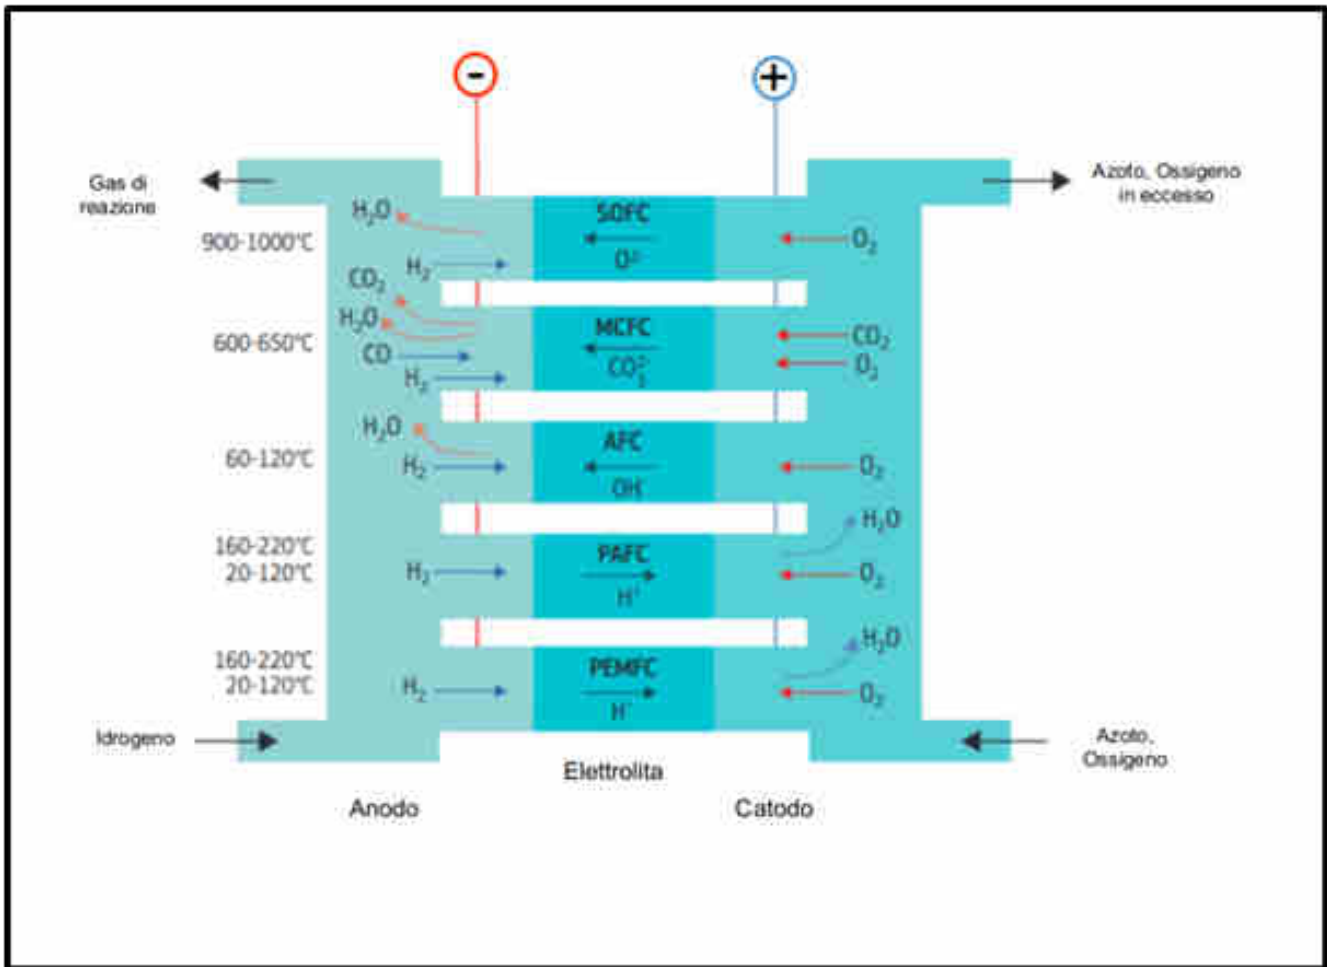 -
+
Gas di
reazione
Azoto, Ossigeno
in eccesso
900-1000°C
H₂O
H₂
SOFC
O²⁻
O₂
600-650°C
CO₂
H₂O
CO
H₂
MCFC
CO₃²⁻
CO₂
O₂
60-120°C
H₂O
H₂
AFC
OH⁻
O₂
160-220°C
20-120°C
H₂
PAFC
H⁺
H₂O
O₂
160-220°C
20-120°C
H₂
PEMFC
H⁺
H₂O
O₂
Idrogeno
Azoto,
Ossigeno
Elettrolita
Anodo
Catodo